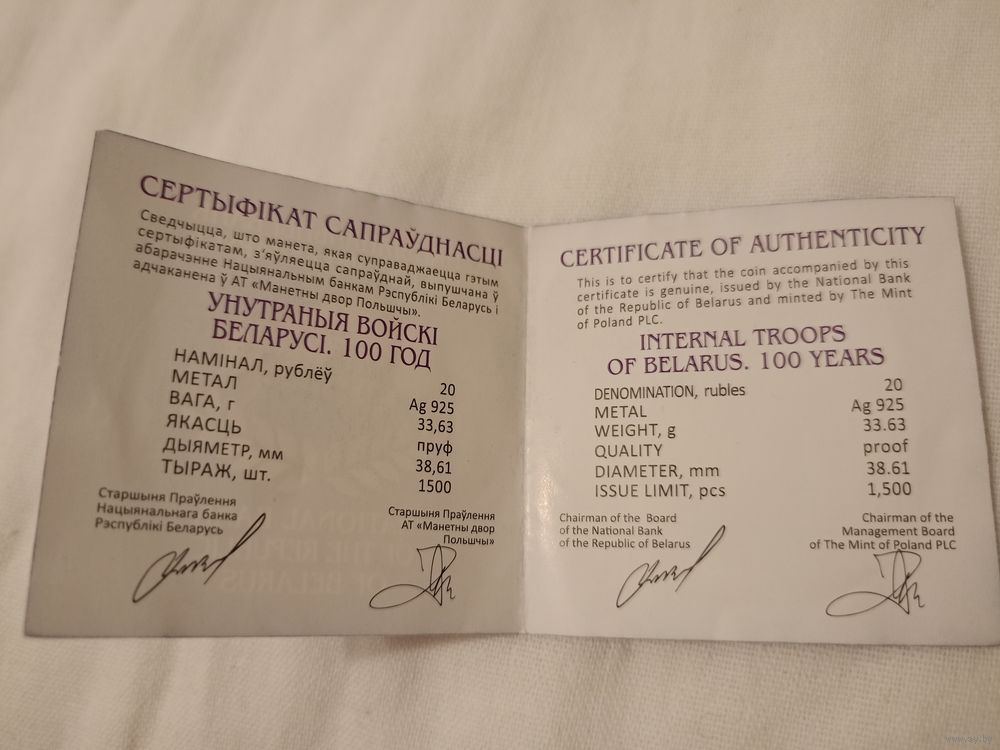 СЕРТЫФІКАТ САПРАЎДНАСЦІ
Сведчыцца, што манета, якая суправаджаецца гэтым
сертыфікатам, з’яўляецца сапраўднай, выпушчана ў
абарачэнне Нацыянальным банкам Рэспублікі Беларусь і
адчаканена ў АТ «Манетны двор Польшчы».
УНУТРАНЫЯ ВОЙСКІ
БЕЛАРУСІ. 100 ГОД
НАМІНАЛ, рублёў 20
МЕТАЛ Ag 925
ВАГА, г 33,63
ЯКАСЦЬ пруф
ДЫЯМЕТР, мм 38,61
ТЫРАЖ, шт. 1500
Старшыня Праўлення
Нацыянальнага банка
Рэспублікі Беларусь
Старшыня Праўлення
АТ «Манетны двор
Польшчы»
CERTIFICATE OF AUTHENTICITY
This is to certify that the coin accompanied by this
certificate is genuine, issued by the National Bank
of the Republic of Belarus and minted by The Mint
of Poland PLC.
INTERNAL TROOPS
OF BELARUS. 100 YEARS
DENOMINATION, rubles 20
METAL Ag 925
WEIGHT, g 33.63
QUALITY proof
DIAMETER, mm 38.61
ISSUE LIMIT, pcs 1,500
Chairman of the Board
of the National Bank
of the Republic of Belarus
Chairman of the
Management Board
of The Mint of Poland PLC